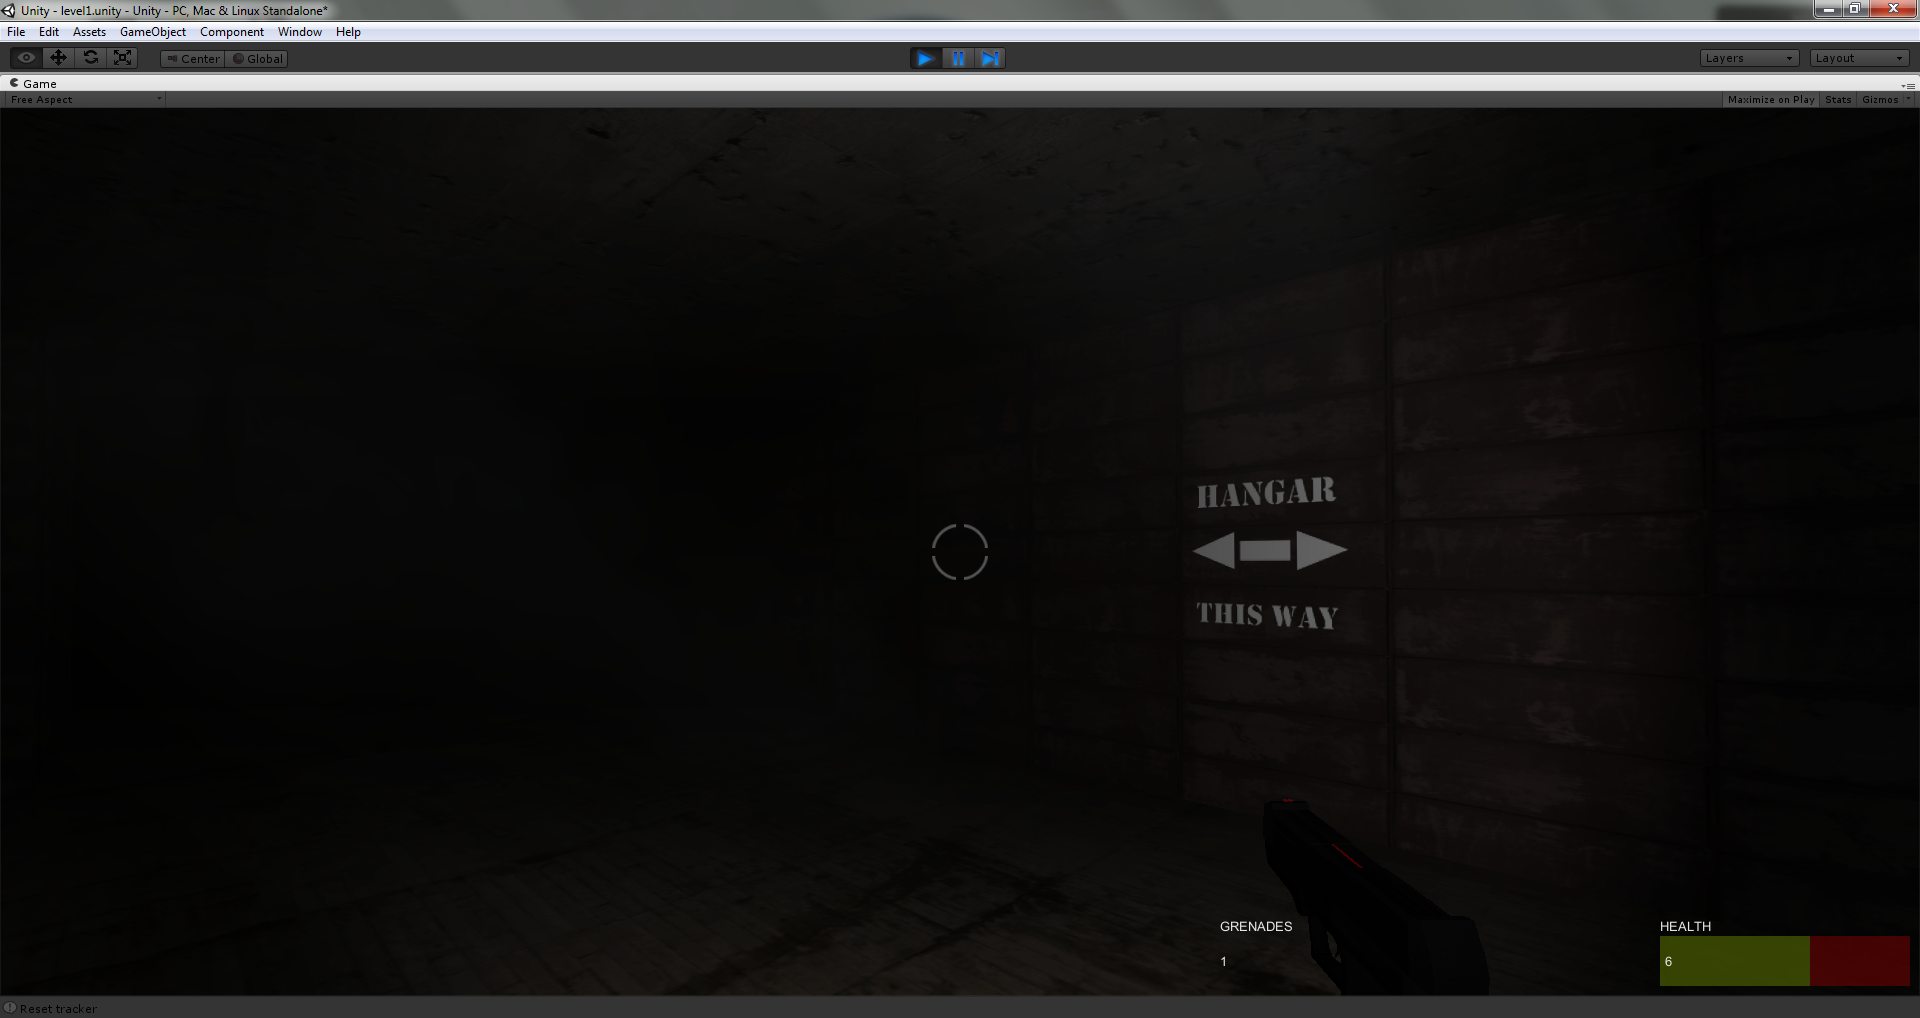 Unity - level1.unity - Unity - PC, Mac & Linux Standalone*
File Edit Assets GameObject Component Window Help
Center Global Layers Layout
Game
Free Aspect Maximize on Play Stats Gizmos
HANGAR
THIS WAY
GRENADES HEALTH
1 6
Reset tracker